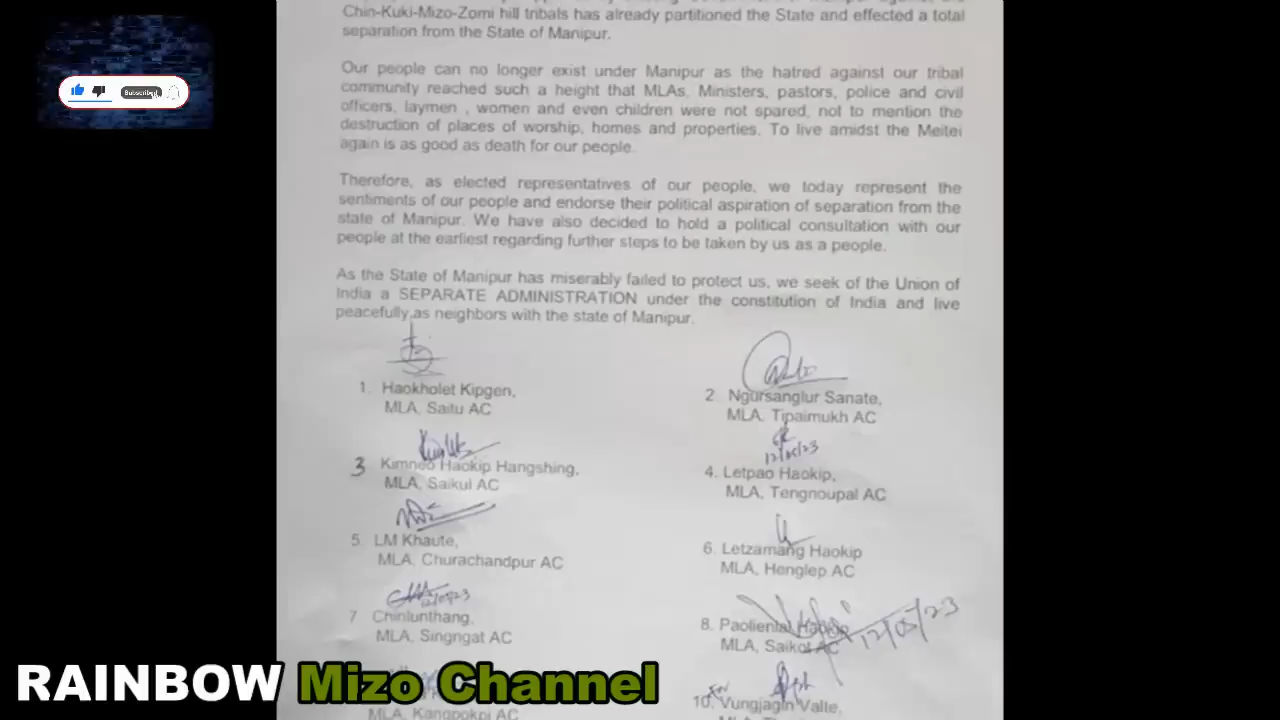 Chin-Kuki-Mizo-Zomi hill tribals has already partitioned the State and effected a total
separation from the State of Manipur.
Our people can no longer exist under Manipur as the hatred against our tribal
community reached such a height that MLAs, Ministers, pastors, police and civil
officers, laymen , women and even children were not spared, not to mention the
destruction of places of worship, homes and properties. To live amidst the Meitei
again is as good as death for our people.
Therefore, as elected representatives of our people, we today represent the
sentiments of our people and endorse their political aspiration of separation from the
state of Manipur. We have also decided to hold a political consultation with our
people at the earliest regarding further steps to be taken by us as a people.
As the State of Manipur has miserably failed to protect us, we seek of the Union of
India a SEPARATE ADMINISTRATION under the constitution of India and live
peacefully as neighbors with the state of Manipur.
1. Haokholet Kipgen,
MLA, Saitu AC
2. Ngursanglur Sanate,
MLA, Tipaimukh AC
12/05/23
3 Kimneo Haokip Hangshing,
MLA, Saikul AC
4. Letpao Haokip,
MLA, Tengnoupal AC
5. LM Khaute,
MLA, Churachandpur AC
6. Letzamang Haokip
MLA, Henglep AC
12/05/23
7 Chinlunthang,
MLA, Singngat AC
8. Paolienlal Haokip
MLA, Saikot AC
12/05/23
MLA, Kangpokpi AC
10. Vungjagin Valte,
Subscribed
RAINBOW Mizo Channel